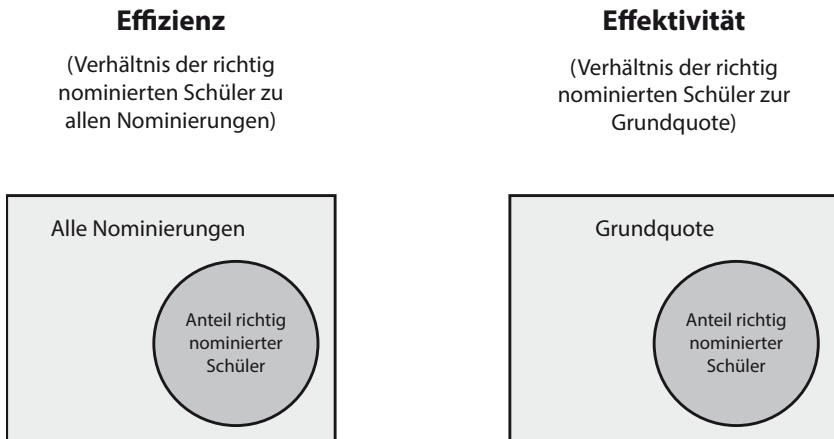 Effizienz
(Verhältnis der richtig
nominierten Schüler zu
allen Nominierungen)
Alle Nominierungen
Anteil richtig
nominierter
Schüler
Effektivität
(Verhältnis der richtig
nominierten Schüler zur
Grundquote)
Grundquote
Anteil richtig
nominierter
Schüler